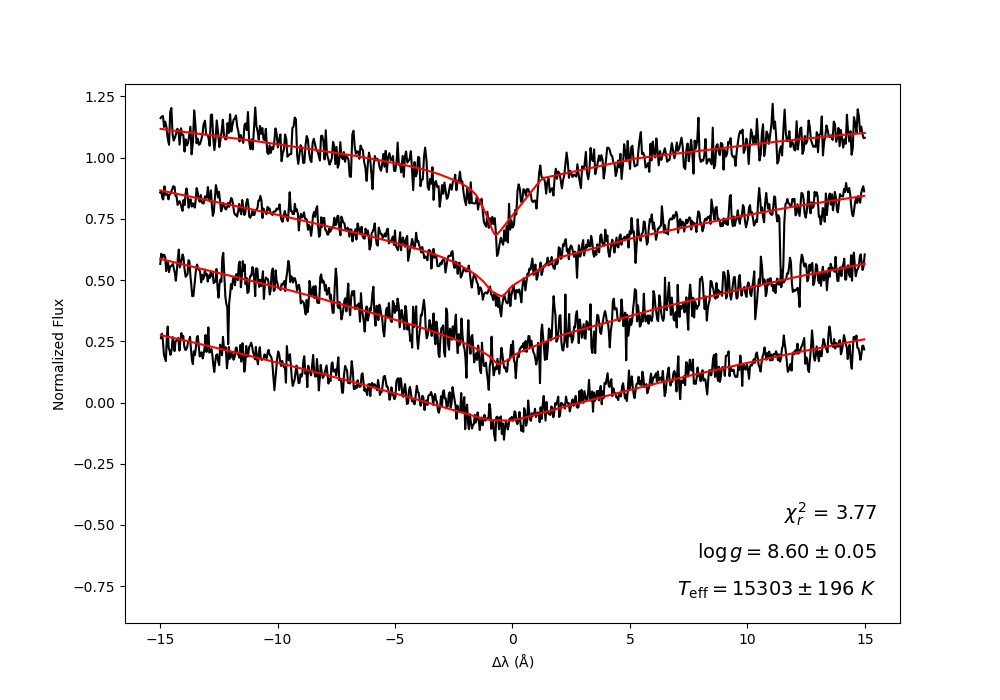 1.25
1.00
0.75
0.50
0.25
0.00
−0.25
−0.50
−0.75
Normalized Flux
χ²ᵣ = 3.77
log g = 8.60 ± 0.05
T_eff = 15303 ± 196 K
−15 −10 −5 0 5 10 15
Δλ (Å)